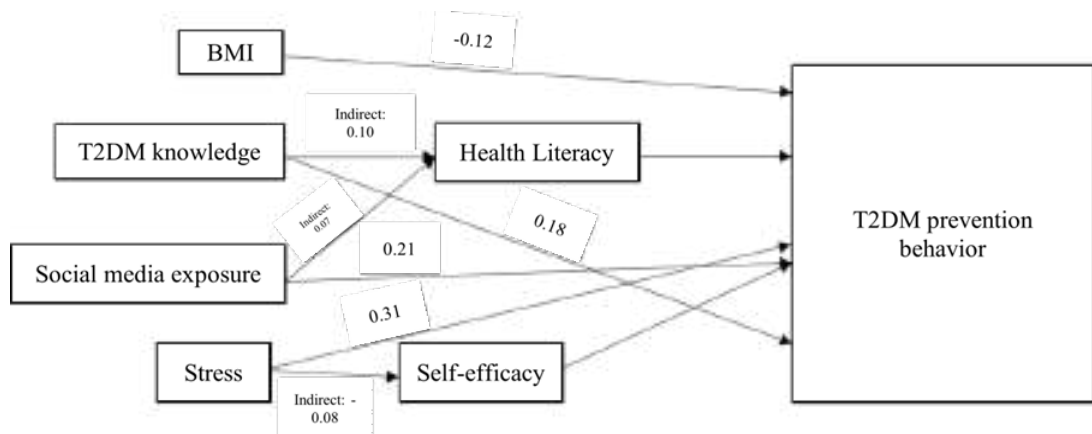 -0.12
BMI
Indirect:
0.10
T2DM knowledge
Health Literacy
Indirect:
0.07
0.18
T2DM prevention
behavior
0.21
Social media exposure
0.31
Stress
Self-efficacy
Indirect: -
0.08